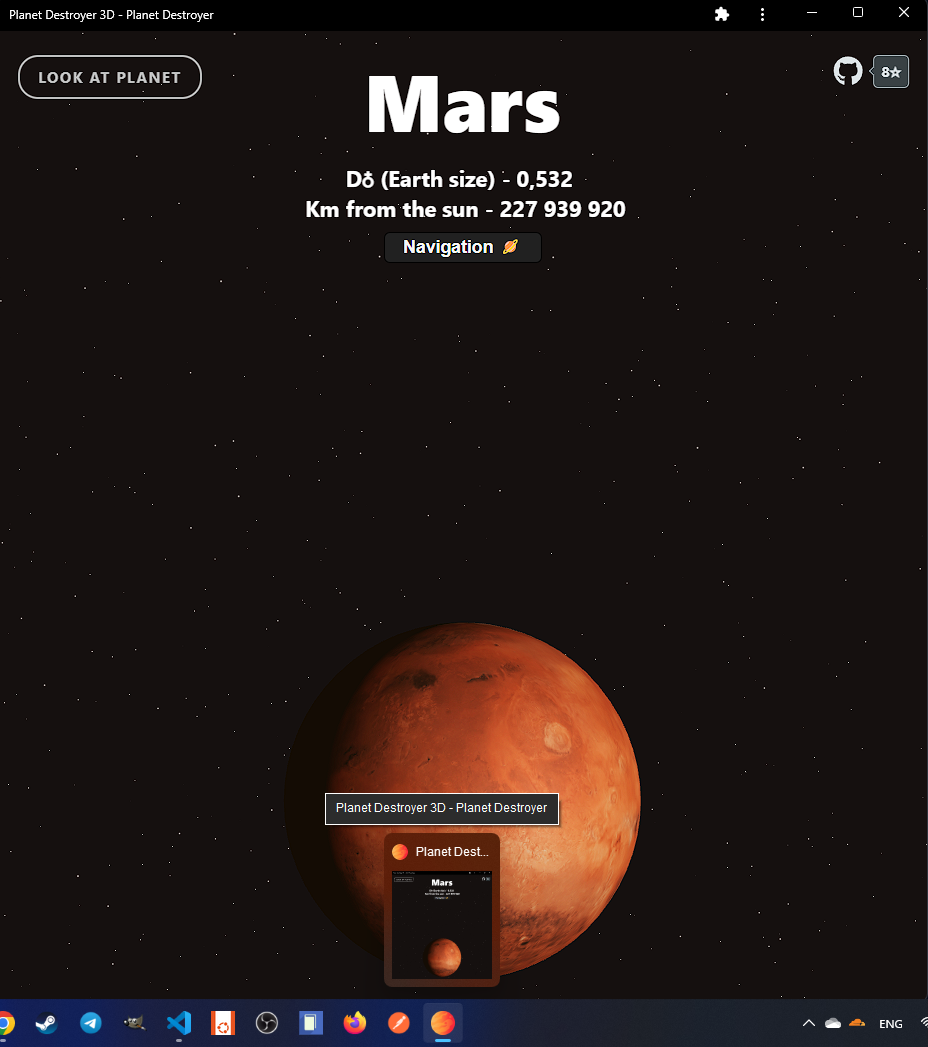 Planet Destroyer 3D - Planet Destroyer
LOOK AT PLANET
8☆
Mars
D♁ (Earth size) - 0,532
Km from the sun - 227 939 920
Navigation 🪐
Planet Destroyer 3D - Planet Destroyer
Planet Dest...
Mars
ENG